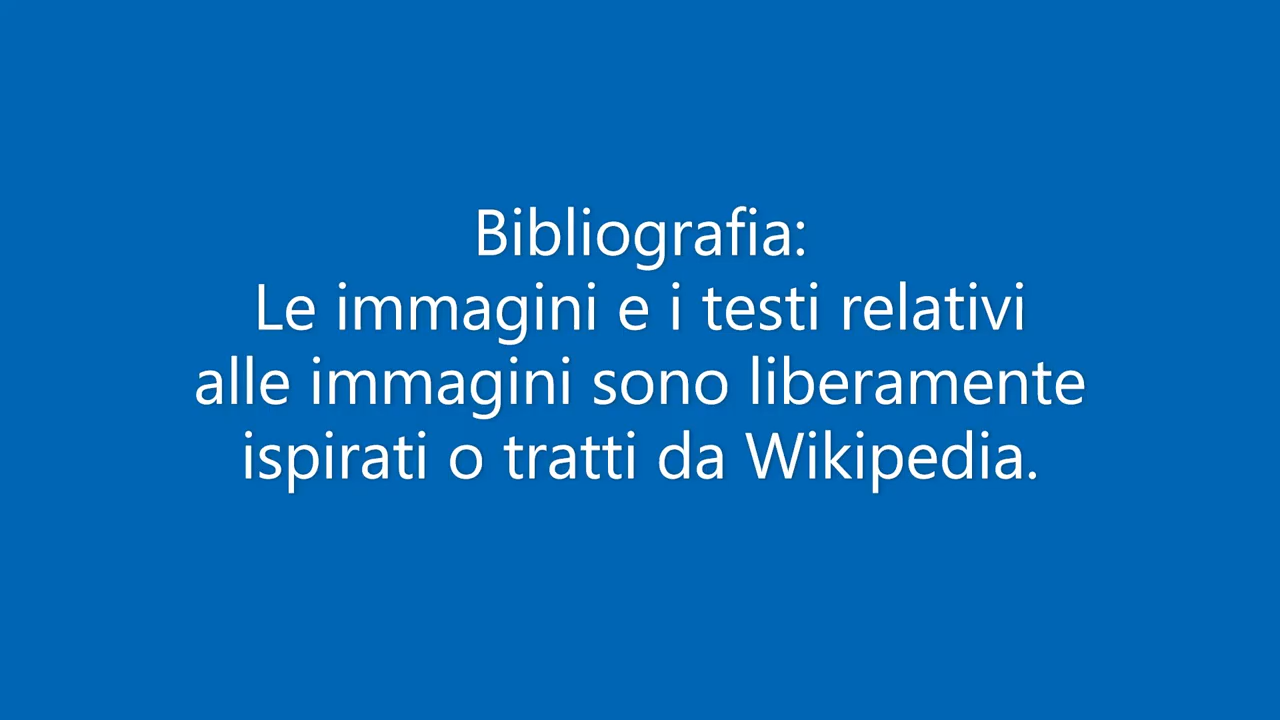 Bibliografia:
Le immagini e i testi relativi
alle immagini sono liberamente
ispirati o tratti da Wikipedia.